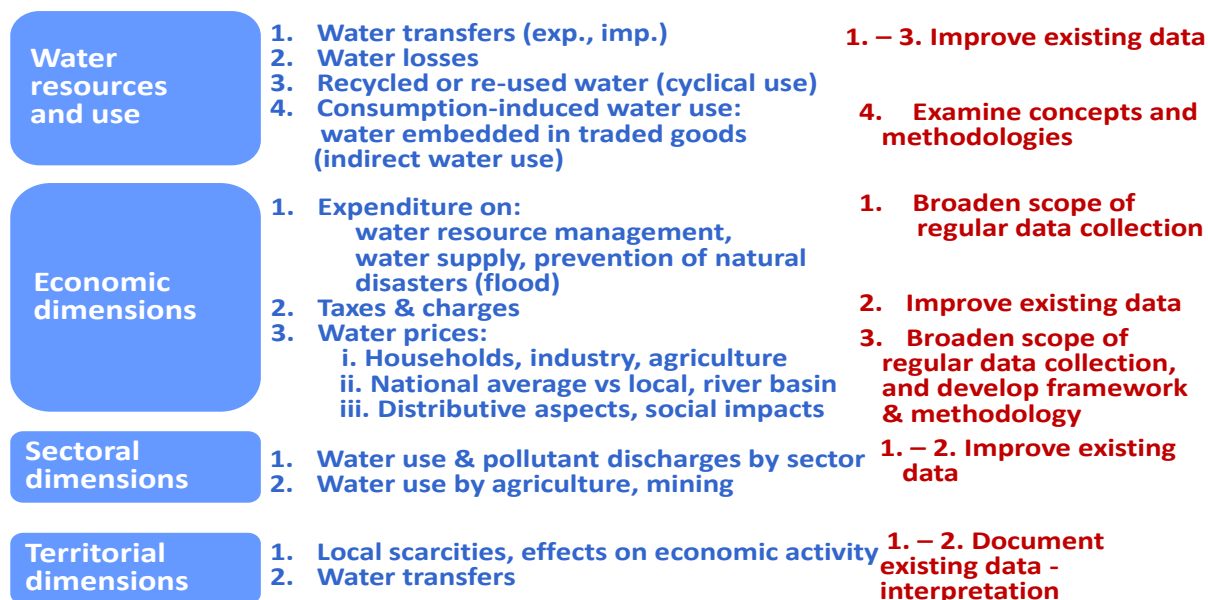 Water
resources
and use
1. Water transfers (exp., imp.)
2. Water losses
3. Recycled or re-used water (cyclical use)
4. Consumption-induced water use:
water embedded in traded goods
(indirect water use)
1. – 3. Improve existing data
4. Examine concepts and
methodologies
Economic
dimensions
1. Expenditure on:
water resource management,
water supply, prevention of natural
disasters (flood)
2. Taxes & charges
3. Water prices:
i. Households, industry, agriculture
ii. National average vs local, river basin
iii. Distributive aspects, social impacts
1. Broaden scope of
regular data collection
2. Improve existing data
3. Broaden scope of
regular data collection,
and develop framework
& methodology
Sectoral
dimensions
1. Water use & pollutant discharges by sector
2. Water use by agriculture, mining
1. – 2. Improve existing
data
Territorial
dimensions
1. Local scarcities, effects on economic activity
2. Water transfers
1. – 2. Document
existing data -
interpretation